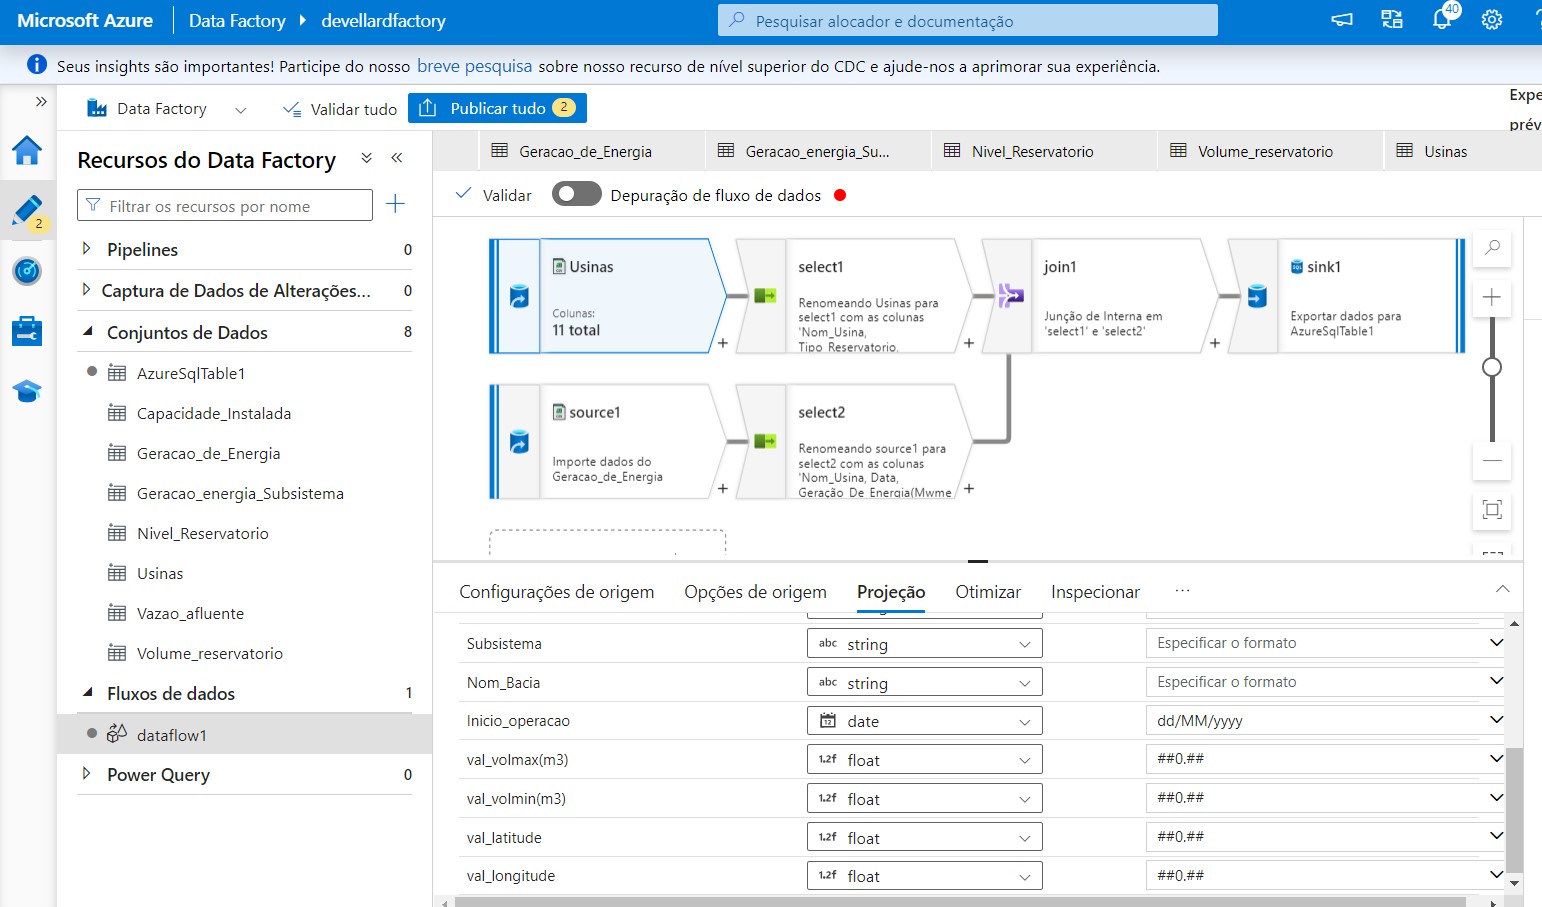 Microsoft Azure
Data Factory
devellardfactory
Pesquisar alocador e documentação
40
Seus insights são importantes! Participe do nosso breve pesquisa sobre nosso recurso de nível superior do CDC e ajude-nos a aprimorar sua experiência.
Data Factory
Validar tudo
Publicar tudo 2
Expe
prév
2
Recursos do Data Factory
Filtrar os recursos por nome
Pipelines 0
Captura de Dados de Alterações... 0
Conjuntos de Dados 8
AzureSqlTable1
Capacidade_Instalada
Geracao_de_Energia
Geracao_energia_Subsistema
Nivel_Reservatorio
Usinas
Vazao_afluente
Volume_reservatorio
Fluxos de dados 1
dataflow1
Power Query 0
Geracao_de_Energia
Geracao_energia_Su...
Nivel_Reservatorio
Volume_reservatorio
Usinas
Validar
Depuração de fluxo de dados
Usinas
Colunas:
11 total
select1
Renomeando Usinas para
select1 com as colunas
'Nom_Usina,
Tipo_Reservatorio,
join1
Junção de Interna em
'select1' e 'select2'
sink1
Exportar dados para
AzureSqlTable1
source1
Importe dados do
Geracao_de_Energia
select2
Renomeando source1 para
select2 com as colunas
'Nom_Usina, Data,
Geração_De_Energia(Mwme
Configurações de origem
Opções de origem
Projeção
Otimizar
Inspecionar
...
Subsistema abc string Especificar o formato
Nom_Bacia abc string Especificar o formato
Inicio_operacao 12 date dd/MM/yyyy
val_volmax(m3) 1.2f float ##0.##
val_volmin(m3) 1.2f float ##0.##
val_latitude 1.2f float ##0.##
val_longitude 1.2f float ##0.##